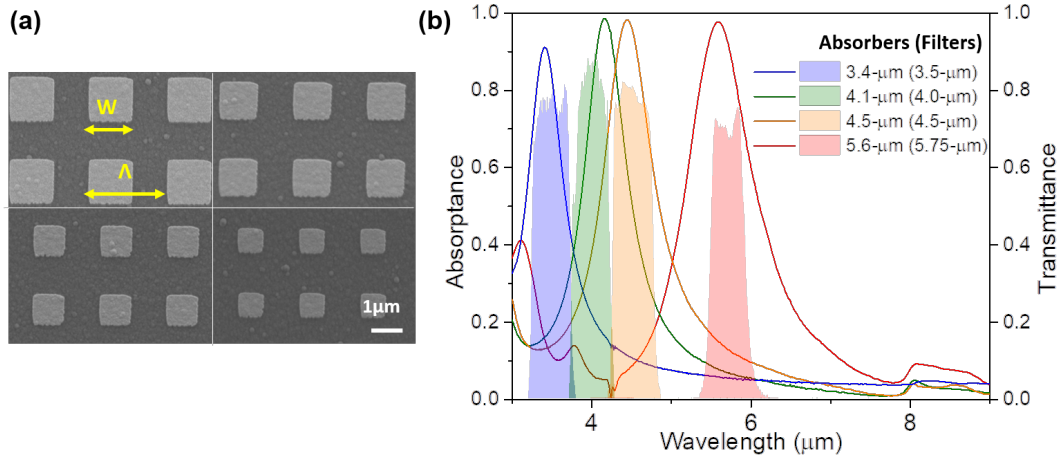 (a)
W
Λ
1μm
(b)
Absorbers (Filters)
3.4-μm (3.5-μm)
4.1-μm (4.0-μm)
4.5-μm (4.5-μm)
5.6-μm (5.75-μm)
1.0
0.8
0.6
0.4
0.2
0.0
Absorptance
1.0
0.8
0.6
0.4
0.2
0.0
Transmittance
4
6
8
Wavelength (μm)